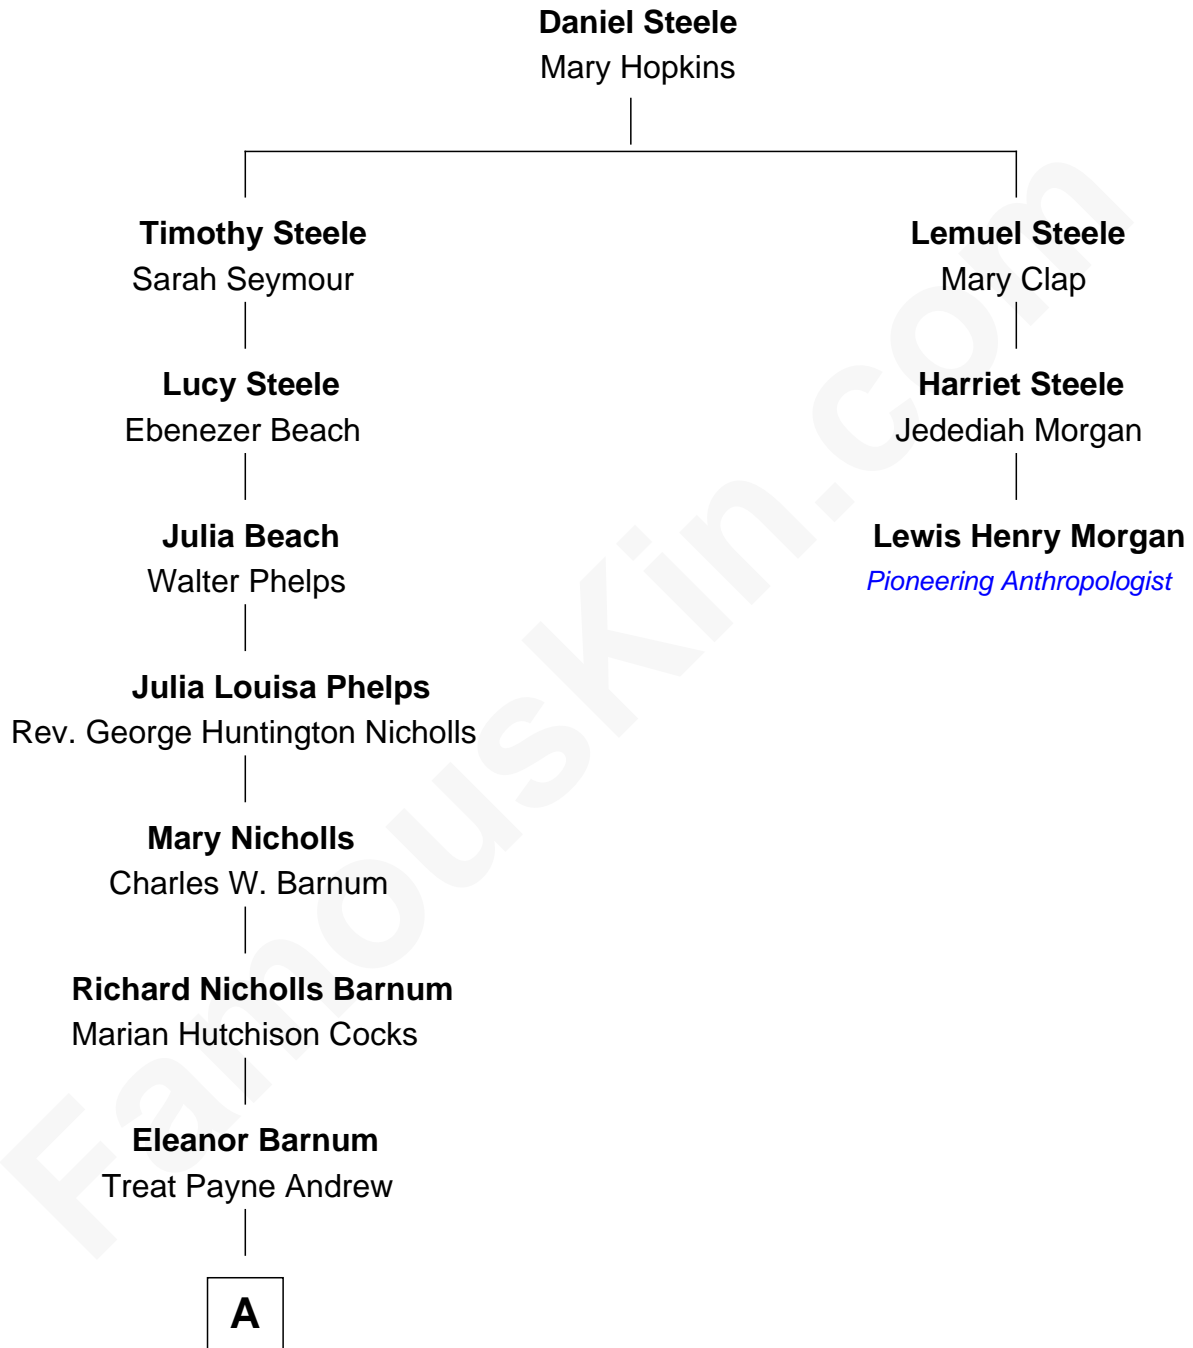 Daniel Steele
Mary Hopkins
Timothy Steele
Sarah Seymour
Lemuel Steele
Mary Clap
Lucy Steele
Ebenezer Beach
Harriet Steele
Jedediah Morgan
Julia Beach
Walter Phelps
Lewis Henry Morgan
Pioneering Anthropologist
Julia Louisa Phelps
Rev. George Huntington Nicholls
Mary Nicholls
Charles W. Barnum
Richard Nicholls Barnum
Marian Hutchison Cocks
Eleanor Barnum
Treat Payne Andrew
A
FamousKin.com